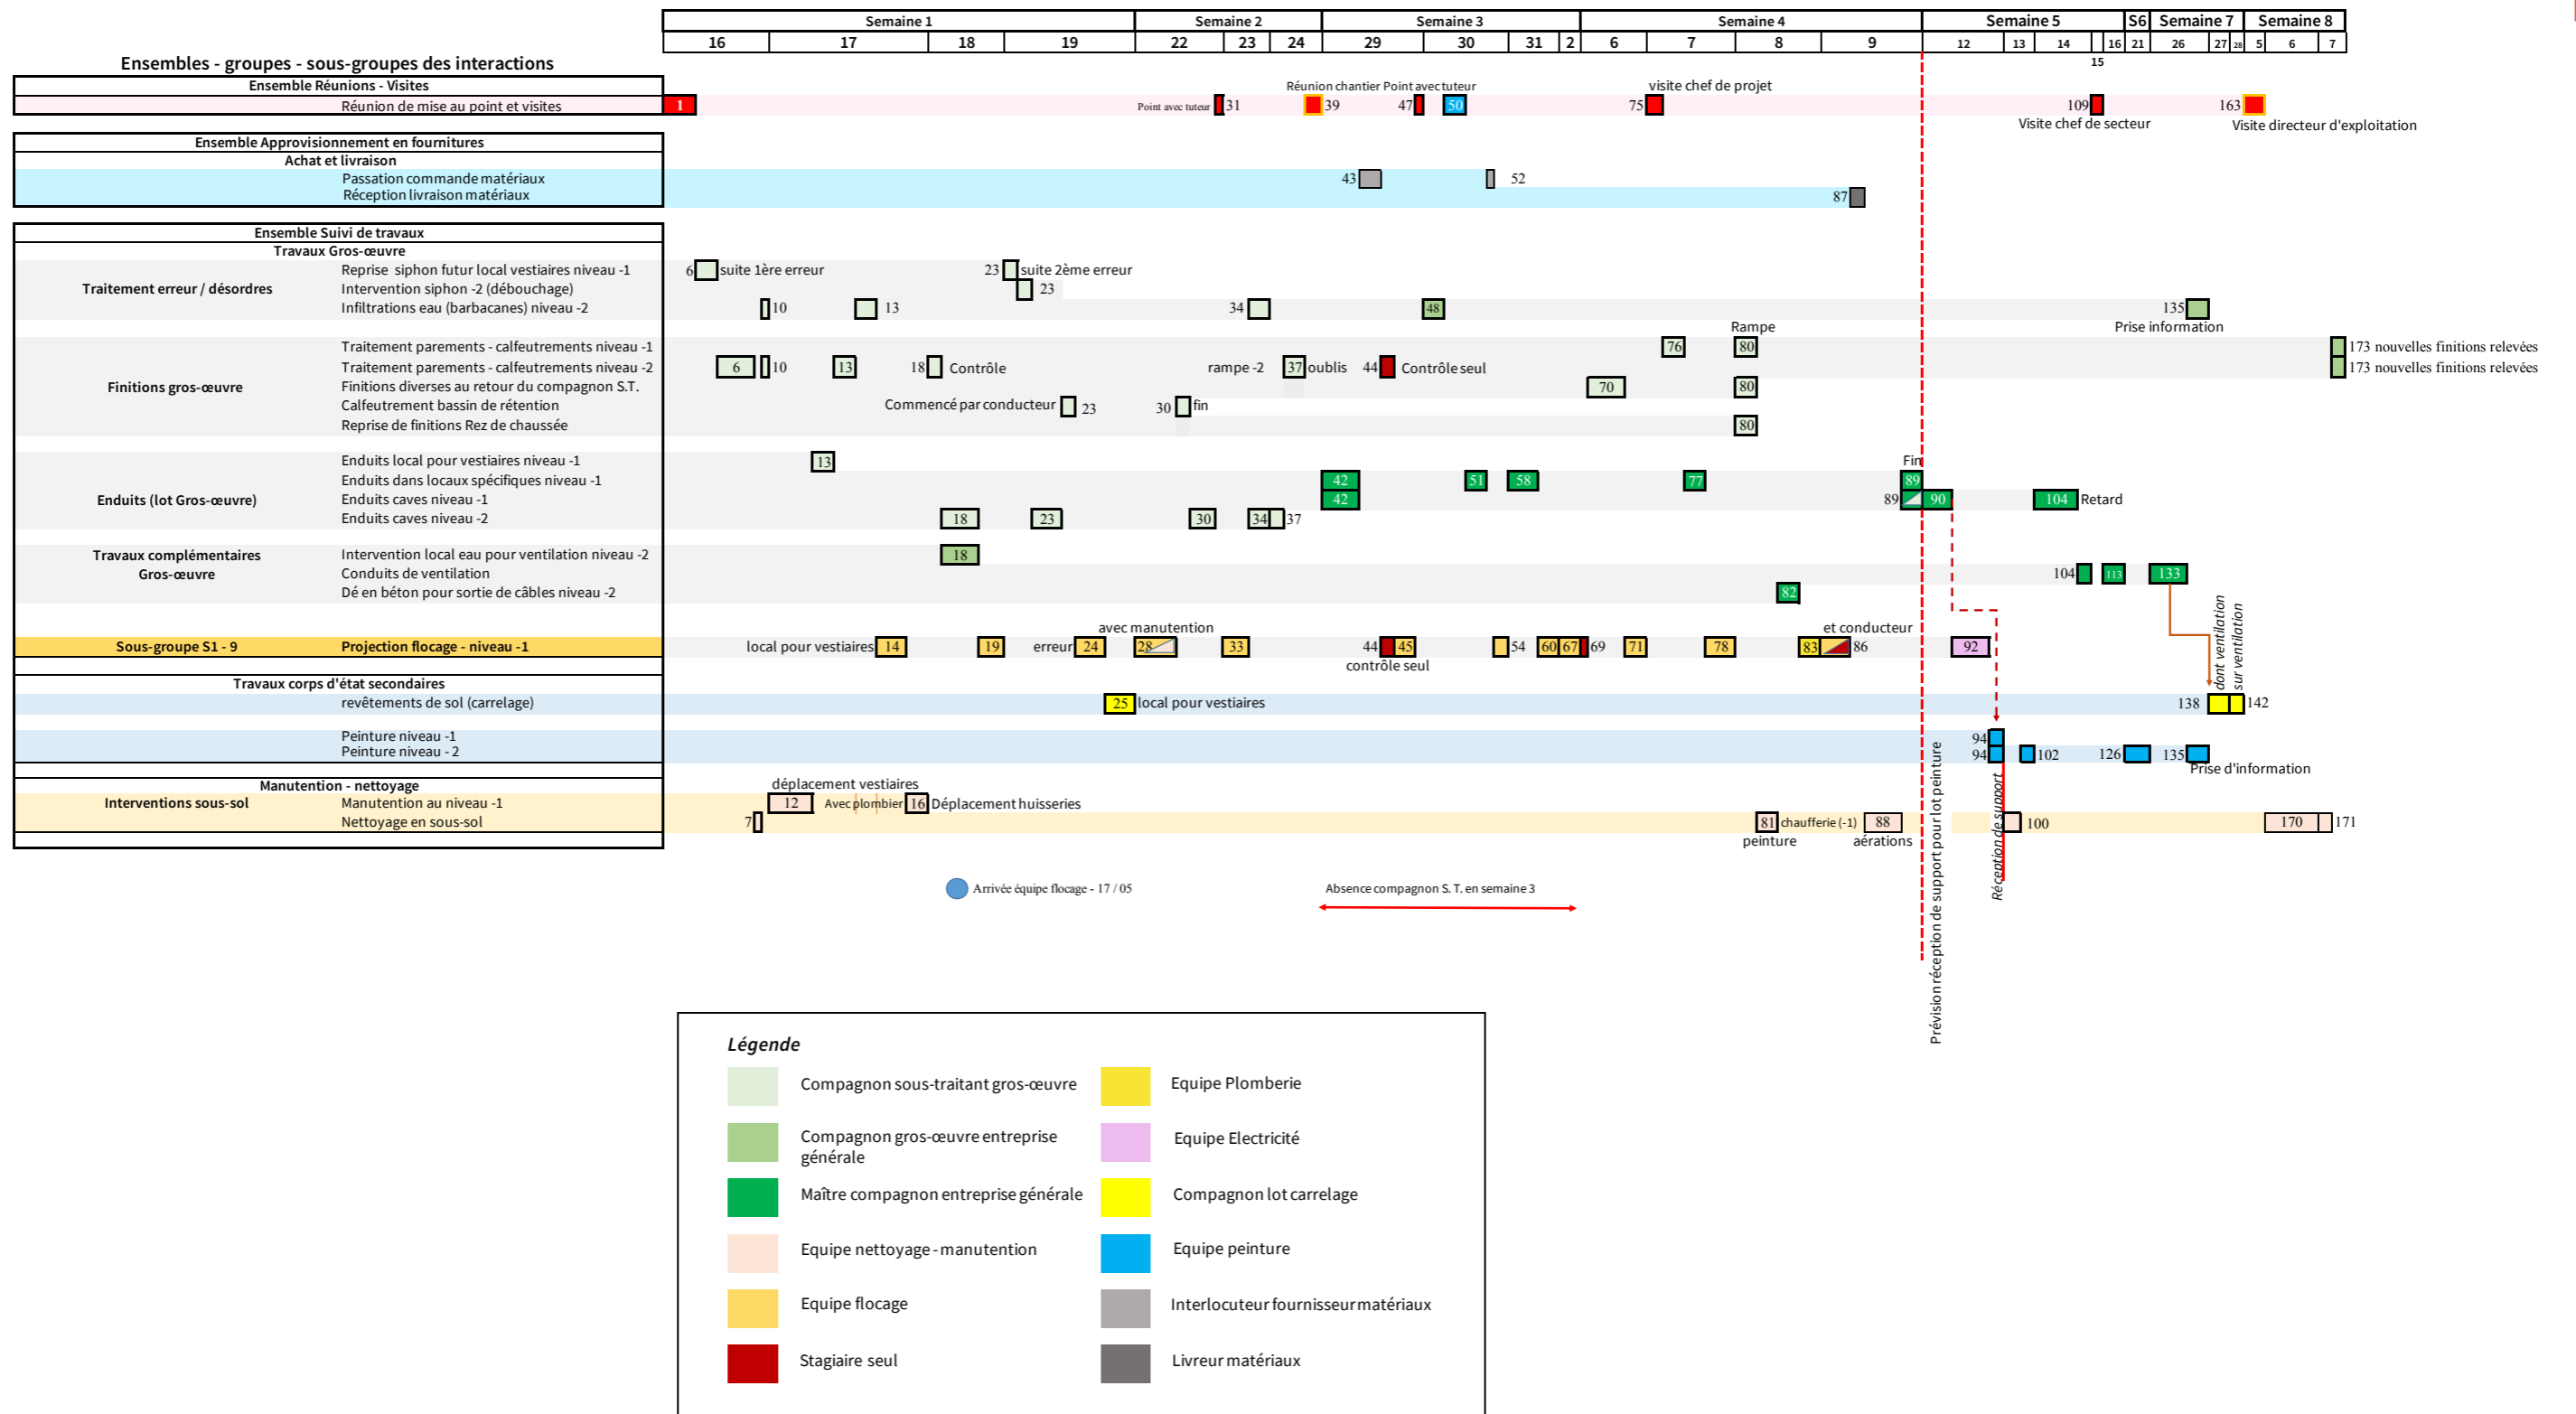 Semaine 1 Semaine 2 Semaine 3 Semaine 4 Semaine 5 S6 Semaine 7 Semaine 8
16 17 18 19 22 23 24 29 30 31 2 6 7 8 9 12 13 14 16 21 26 27 28 5 6 7
15
Ensembles - groupes - sous-groupes des interactions
Ensemble Réunions - Visites
Réunion chantier Point avec tuteur visite chef de projet
Réunion de mise au point et visites 1 Point avec tuteur 31 39 47 50 75 109 163
Visite chef de secteur Visite directeur d'exploitation
Ensemble Approvisionnement en fournitures
Achat et livraison
Passation commande matériaux 43 52
Réception livraison matériaux 87
Ensemble Suivi de travaux
Travaux Gros-œuvre
Reprise siphon futur local vestiaires niveau -1 6 suite 1ère erreur 23 suite 2ème erreur
Traitement erreur / désordres Intervention siphon -2 (débouchage) 23
Infiltrations eau (barbacanes) niveau -2 10 13 34 48 135
Rampe Prise information
Traitement parements - calfeutrements niveau -1 76 80 173 nouvelles finitions relevées
Traitement parements - calfeutrements niveau -2 6 10 13 18 Contrôle rampe -2 37 oublis 44 Contrôle seul 173 nouvelles finitions relevées
Finitions gros-œuvre Finitions diverses au retour du compagnon S.T. 70 80
Calfeutrement bassin de rétention Commencé par conducteur 23 30 fin
Reprise de finitions Rez de chaussée 80
Enduits local pour vestiaires niveau -1 13 Fin
Enduits dans locaux spécifiques niveau -1 42 51 58 77 89
Enduits (lot Gros-œuvre) Enduits caves niveau -1 42 89 90 104 Retard
Enduits caves niveau -2 18 23 30 34 37
Travaux complémentaires Intervention local eau pour ventilation niveau -2 18
Gros-œuvre Conduits de ventilation 104 113 133
Dé en béton pour sortie de câbles niveau -2 82
avec manutention et conducteur
Sous-groupe S1 - 9 Projection flocage - niveau -1 local pour vestiaires 14 19 erreur 24 28 33 44 45 54 60 67 69 71 78 83 86 92
contrôle seul
dont ventilation
sur ventilation
Travaux corps d'état secondaires
revêtements de sol (carrelage) 25 local pour vestiaires 138 142
Peinture niveau -1 94
Peinture niveau - 2 94 102 126 135
Prise d'information
Manutention - nettoyage déplacement vestiaires
Interventions sous-sol Manutention au niveau -1 12 Avec plombier 16 Déplacement huisseries
Nettoyage en sous-sol 7 81 chaufferie (-1) 88 100 170 171
peinture aérations
Prévision réception de support pour lot peinture
Réception de support
Arrivée équipe flocage - 17 / 05 Absence compagnon S. T. en semaine 3
Légende
Compagnon sous-traitant gros-œuvre Equipe Plomberie
Compagnon gros-œuvre entreprise
générale Equipe Electricité
Maître compagnon entreprise générale Compagnon lot carrelage
Equipe nettoyage - manutention Equipe peinture
Equipe flocage Interlocuteur fournisseur matériaux
Stagiaire seul Livreur matériaux